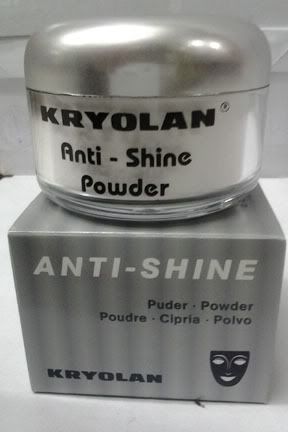 KRYOLAN®
Anti - Shine
Powder
ANTI-SHINE
Puder · Powder
Poudre · Cipria · Polvo
KRYOLAN